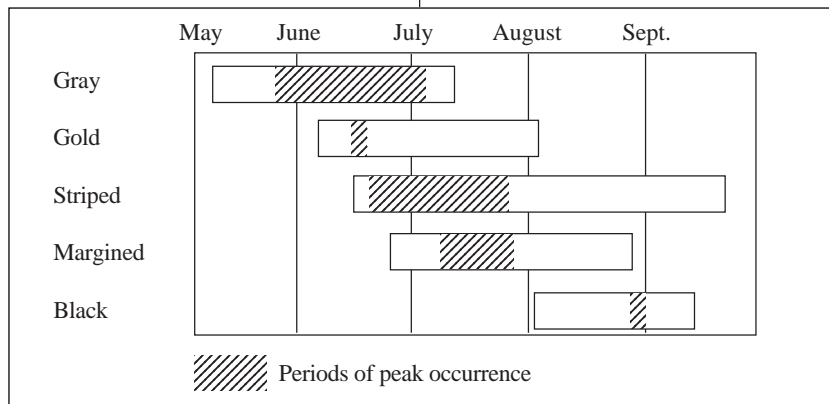 May June July August Sept.
Gray
Gold
Striped
Margined
Black
Periods of peak occurrence